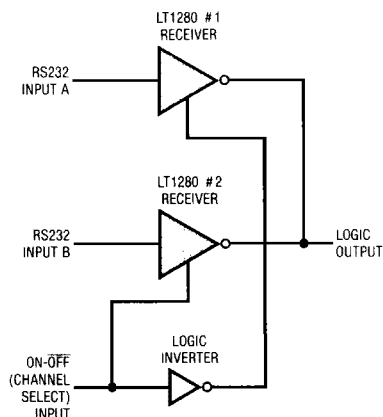 LT1280 #1
RECEIVER
RS232
INPUT A
LT1280 #2
RECEIVER
RS232
INPUT B
LOGIC
OUTPUT
LOGIC
INVERTER
ON-OFF
(CHANNEL
SELECT)
INPUT